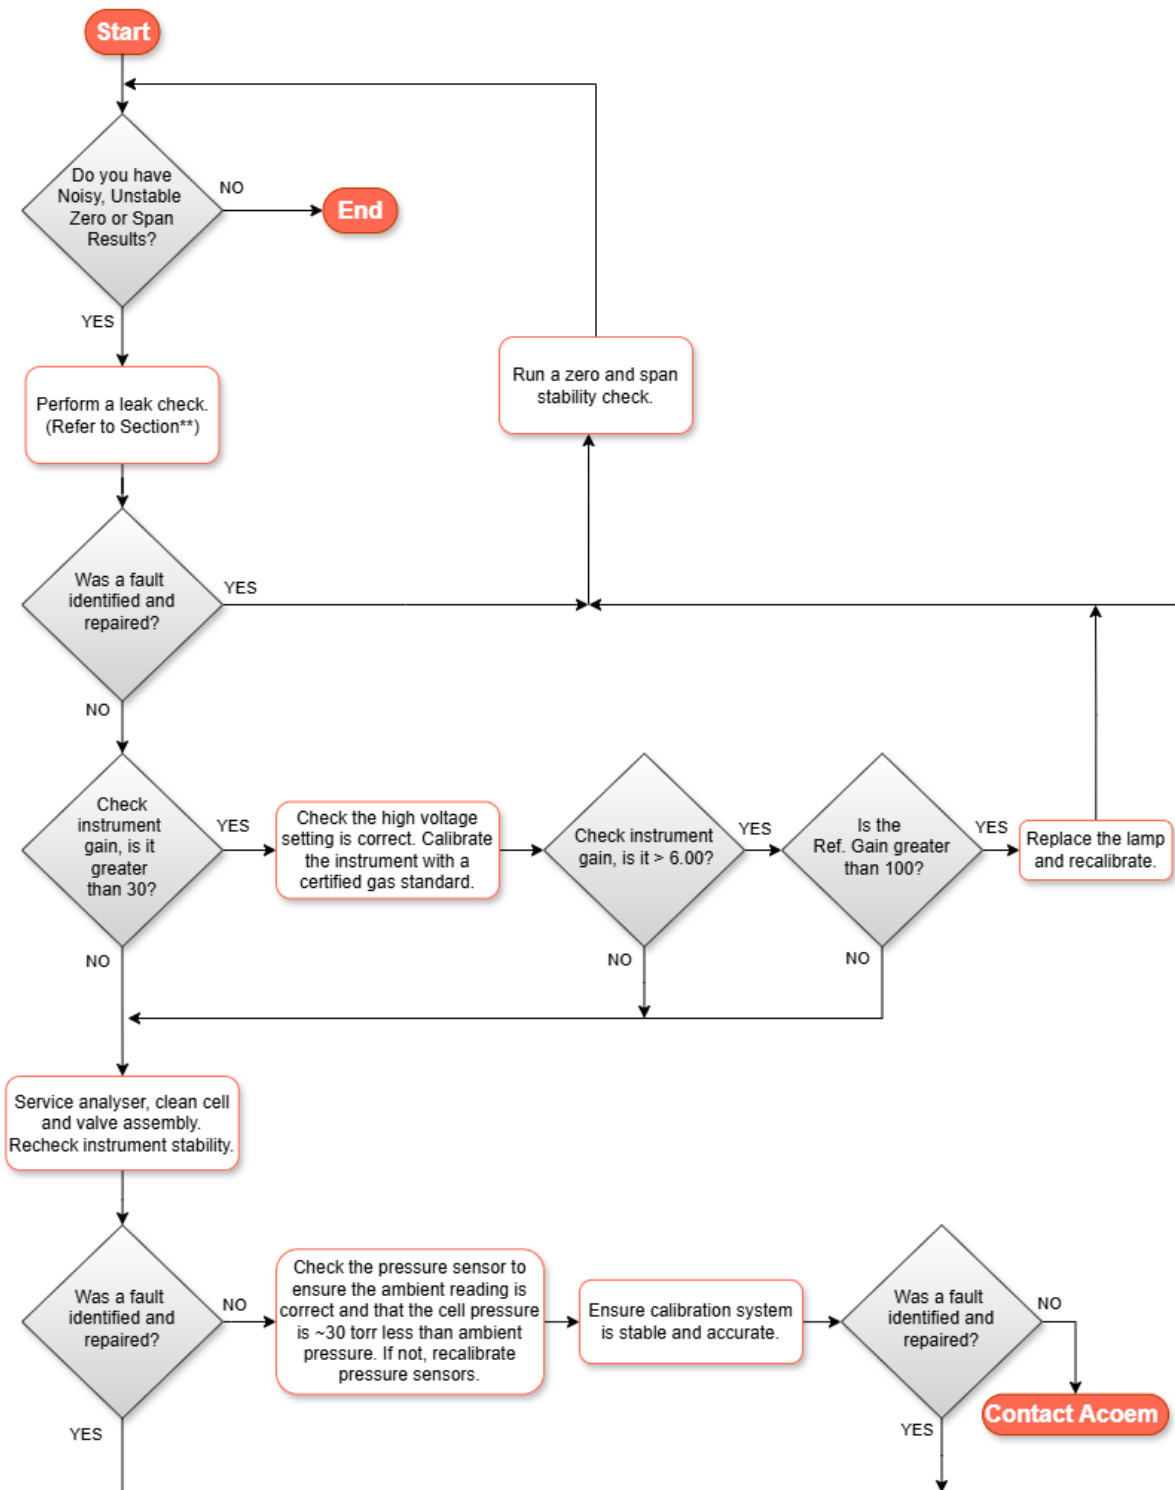 Start
Do you have
Noisy, Unstable
Zero or Span
Results?
NO
End
YES
Run a zero and span
stability check.
Perform a leak check.
(Refer to Section**)
Was a fault
identified and
repaired?
YES
NO
Check
instrument
gain, is it
greater
than 30?
YES
Check the high voltage
setting is correct. Calibrate
the instrument with a
certified gas standard.
Check instrument
gain, is it > 6.00?
YES
Is the
Ref. Gain greater
than 100?
YES
Replace the lamp
and recalibrate.
NO
NO
NO
Service analyser, clean cell
and valve assembly.
Recheck instrument stability.
Was a fault
identified and
repaired?
NO
Check the pressure sensor to
ensure the ambient reading is
correct and that the cell pressure
is ~30 torr less than ambient
pressure. If not, recalibrate
pressure sensors.
Ensure calibration system
is stable and accurate.
Was a fault
identified and
repaired?
NO
Contact Acoem
YES
YES